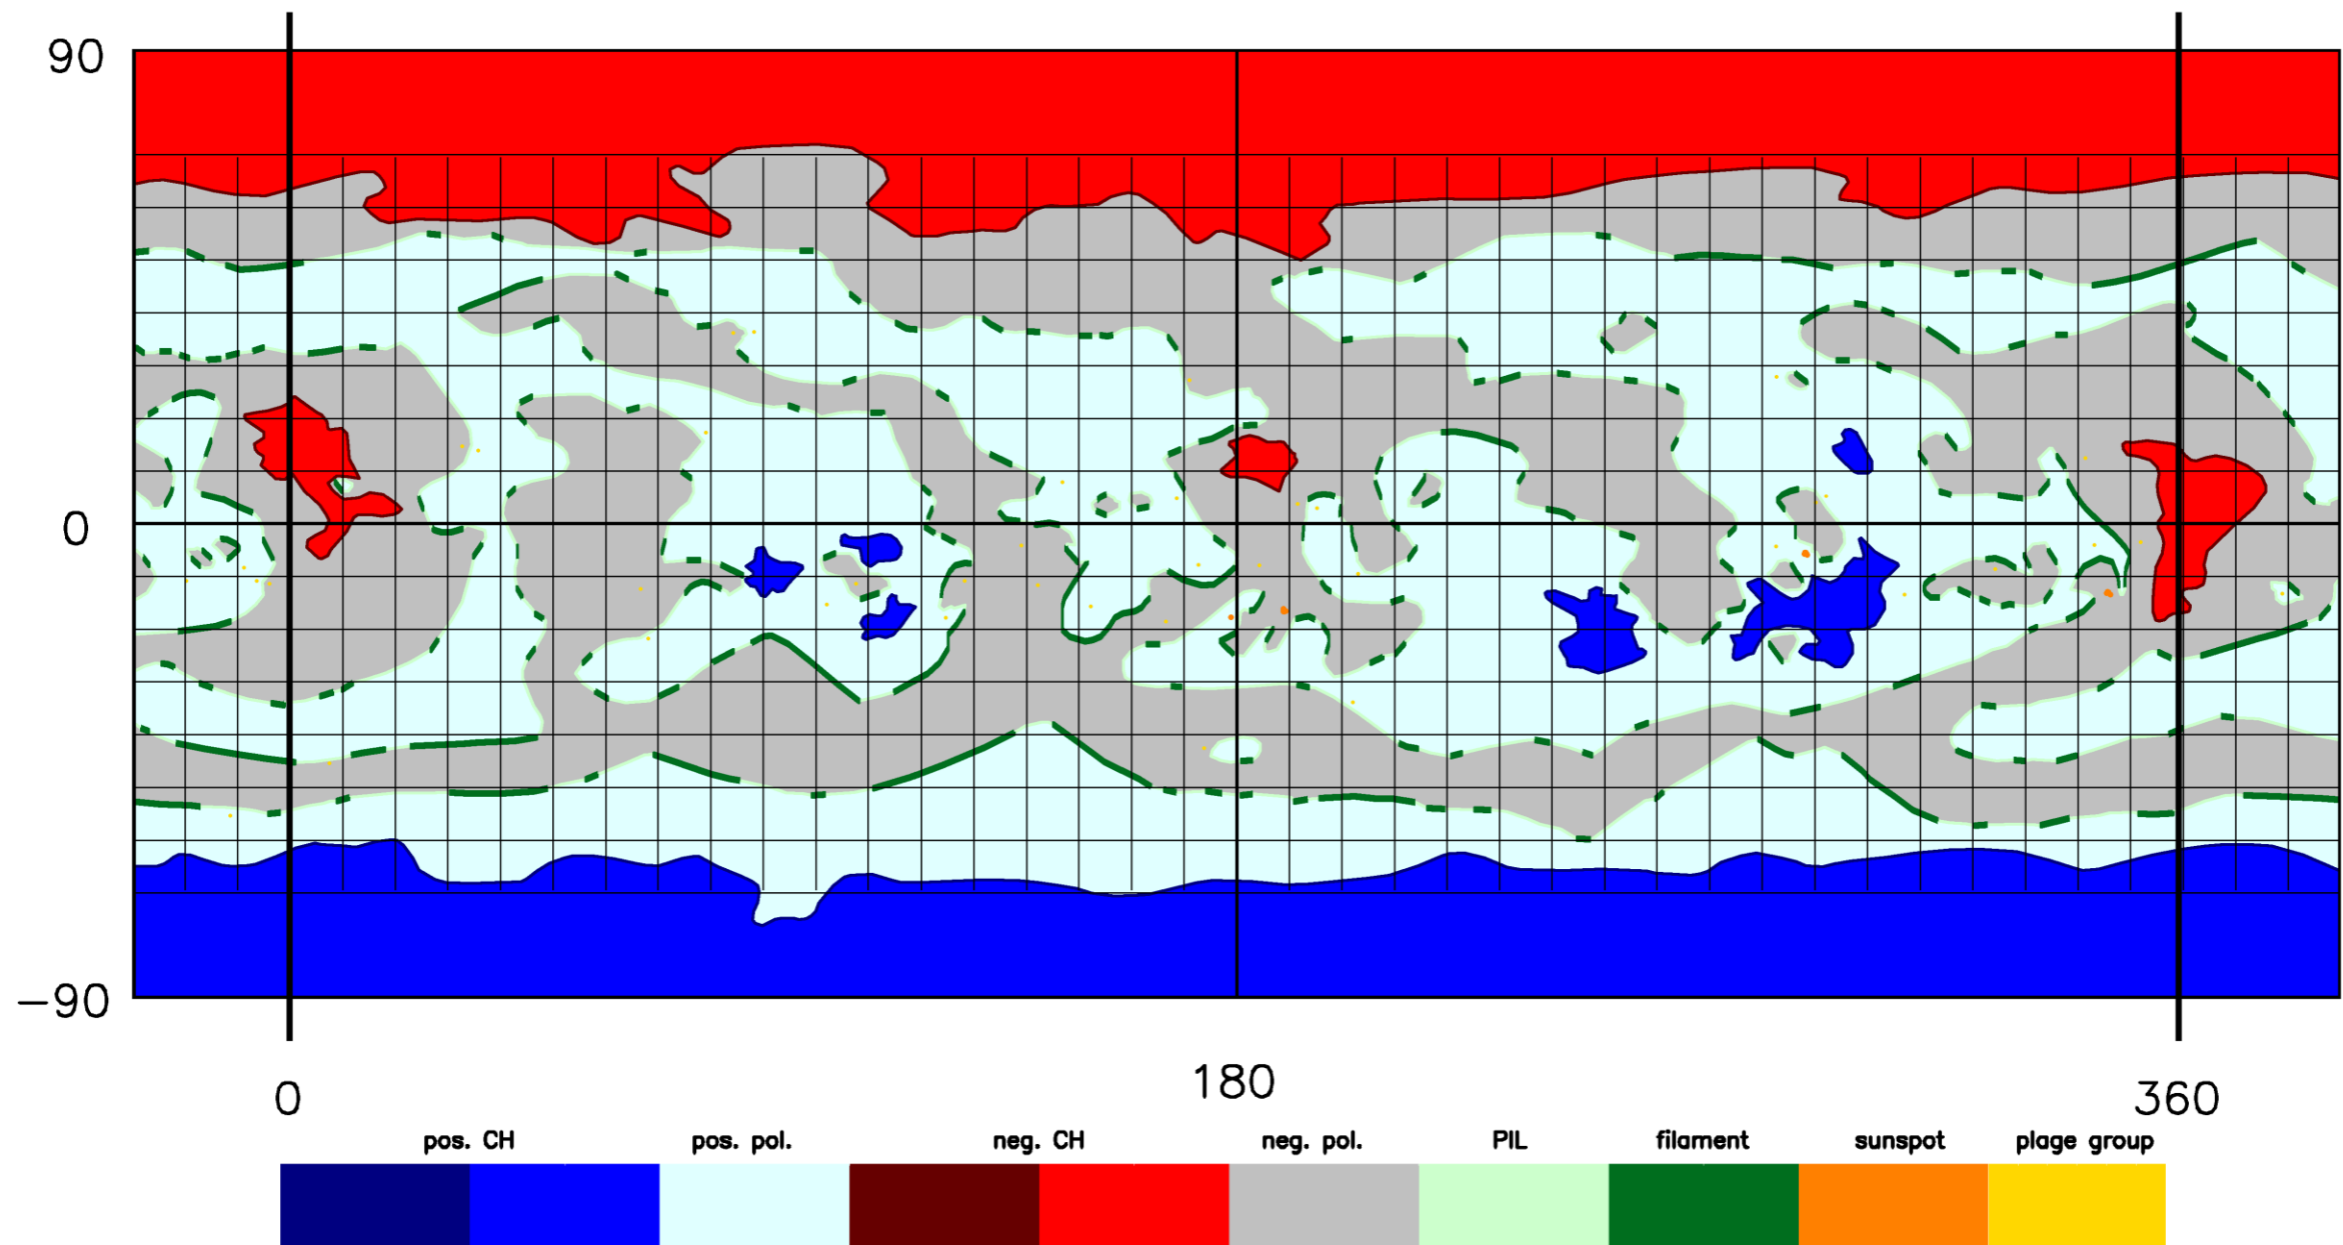 90
0
−90
0 180 360
pos. CH pos. pol. neg. CH neg. pol. PIL filament sunspot plage group